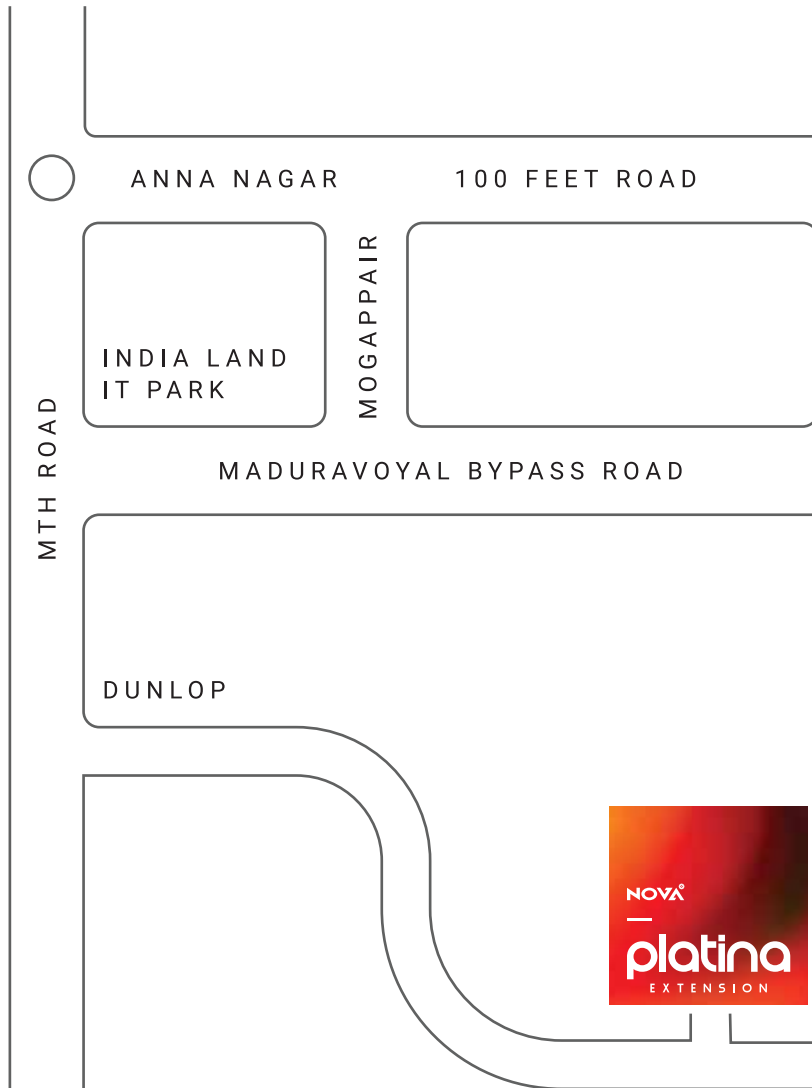 ANNA NAGAR
100 FEET ROAD
MOGAPPAIR
INDIA LAND
IT PARK
MTH ROAD
MADURAVOYAL BYPASS ROAD
DUNLOP
NOVA
platina
EXTENSION